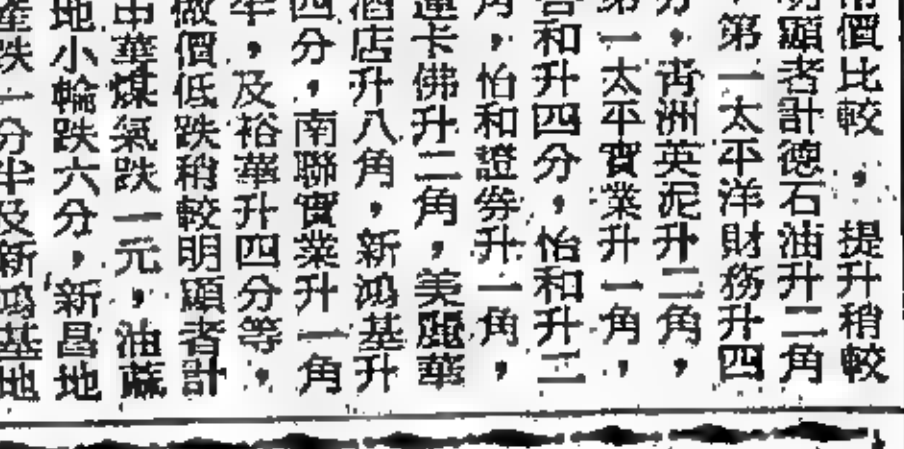 價比較，提升稍較
顯者計德石油升二角
，第一太平洋財務升四
分，青洲英泥升二角，
第一太平實業升一角，
和升四分，怡和升二
角，怡和證券升一角，
卡佛升二角，美麗華
酒店升八角，新鴻基升
四分，南聯實業升一角
半，及裕華升四分等。
做價低跌稍較明顯者計
中華煤氣跌一元，油蔴
地小輪跌六分，新昌地
產跌一分半及新鴻基地